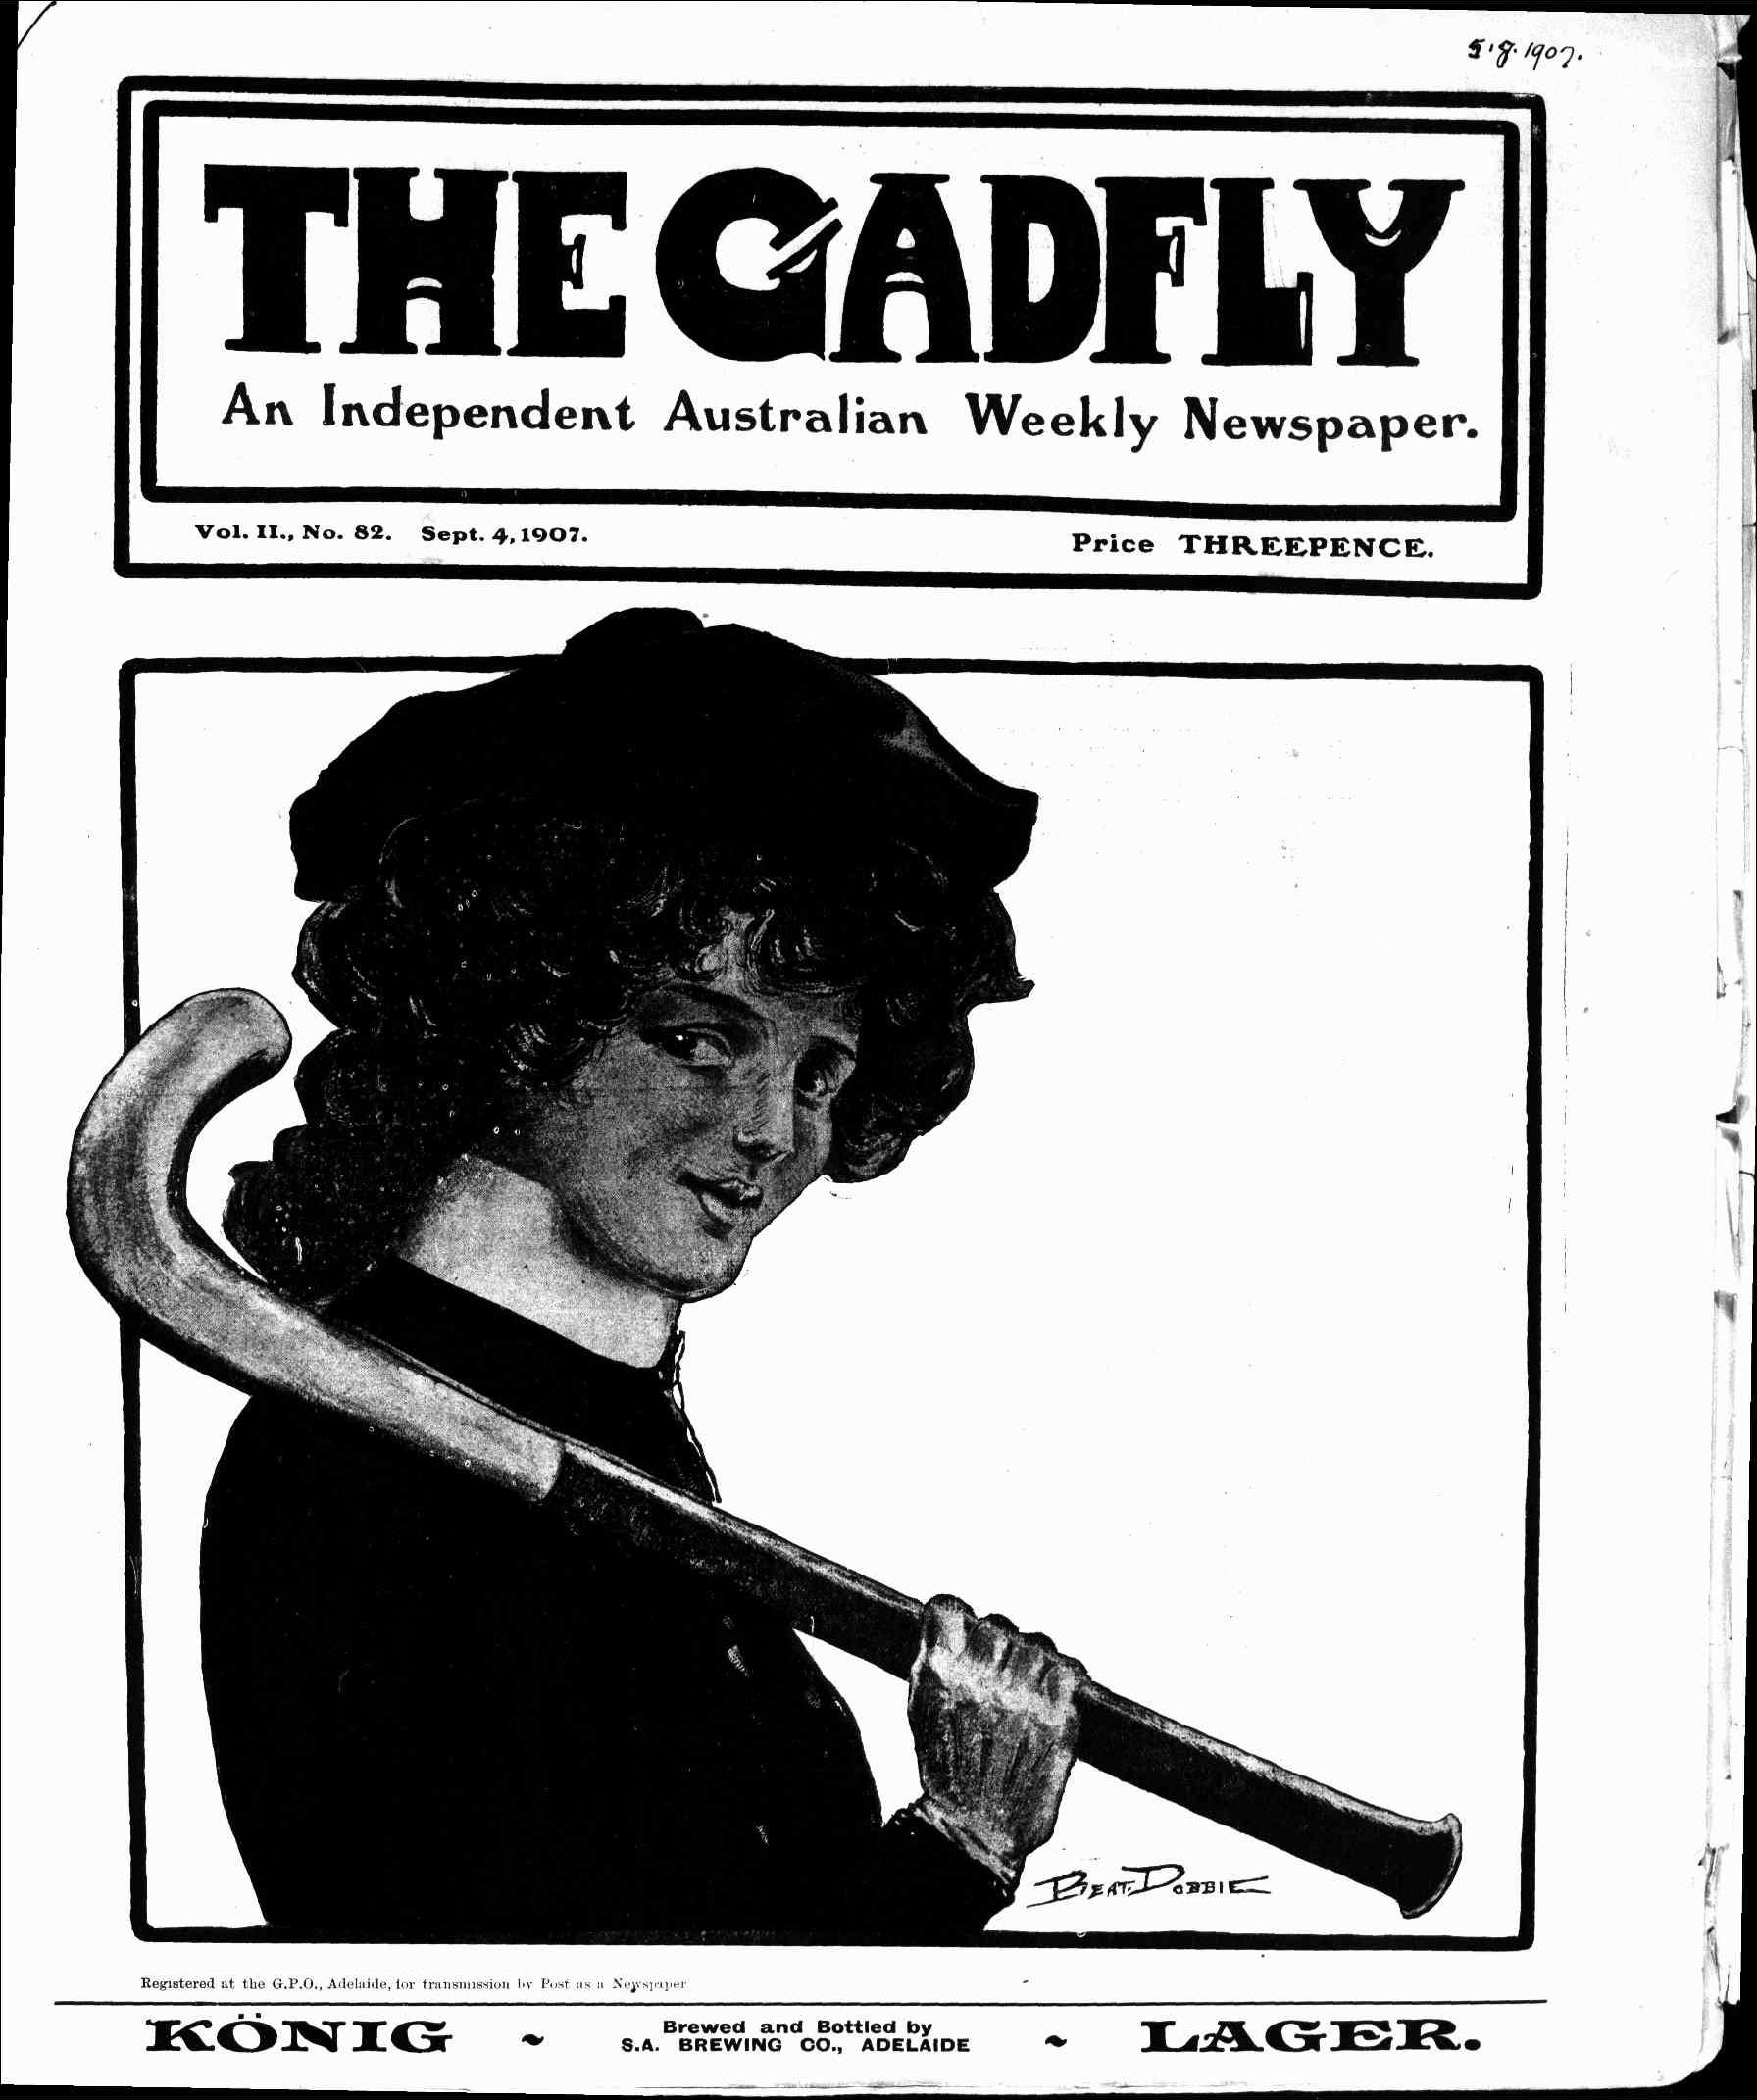 5.9.1907.
THE GADFLY
An Independent Australian Weekly Newspaper.
Vol. II., No. 82. Sept. 4, 1907.
Price THREEPENCE.
BEAT. DOBBIE
Registered at the G.P.O., Adelaide, for transmission by Post as a Newspaper
KÖNIG ~ Brewed and Bottled by
S.A. BREWING CO., ADELAIDE ~ LAGER.